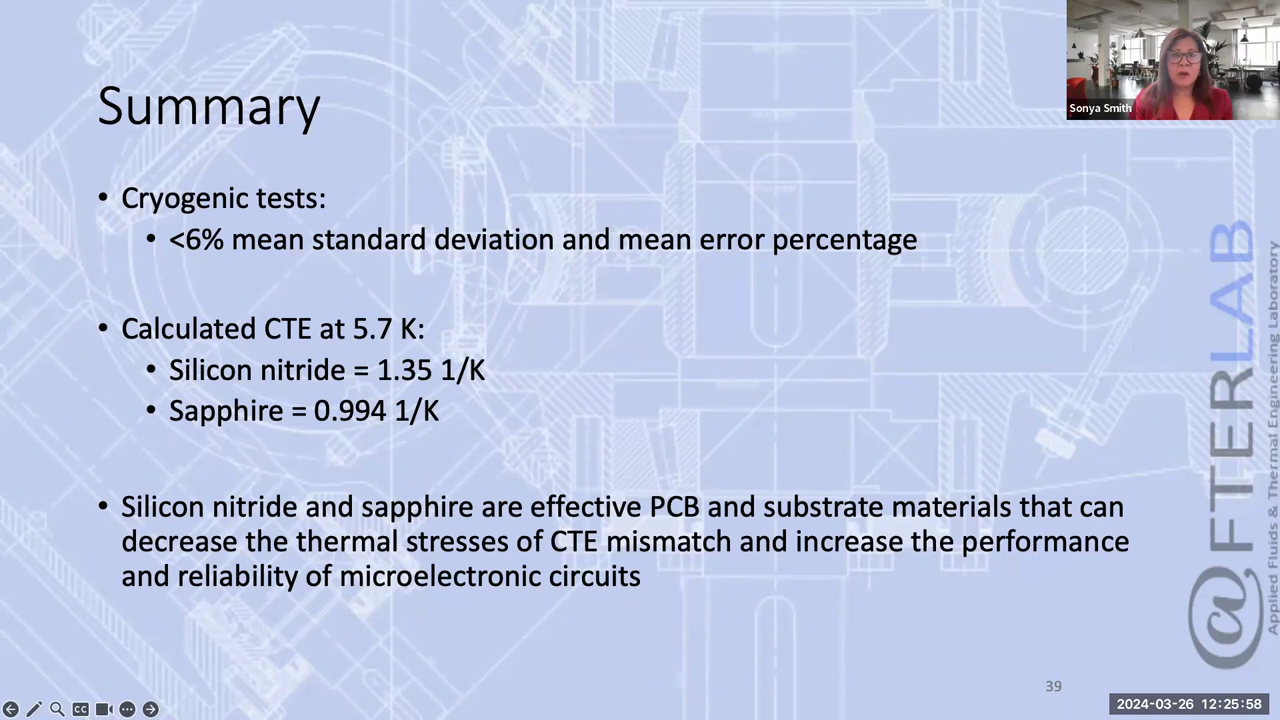 Sonya Smith
Summary
• Cryogenic tests:
• <6% mean standard deviation and mean error percentage
• Calculated CTE at 5.7 K:
• Silicon nitride = 1.35 1/K
• Sapphire = 0.994 1/K
• Silicon nitride and sapphire are effective PCB and substrate materials that can
decrease the thermal stresses of CTE mismatch and increase the performance
and reliability of microelectronic circuits
@FTERLAB
Applied Fluids & Thermal Engineering Laboratory
39
CC
2024-03-26 12:25:58